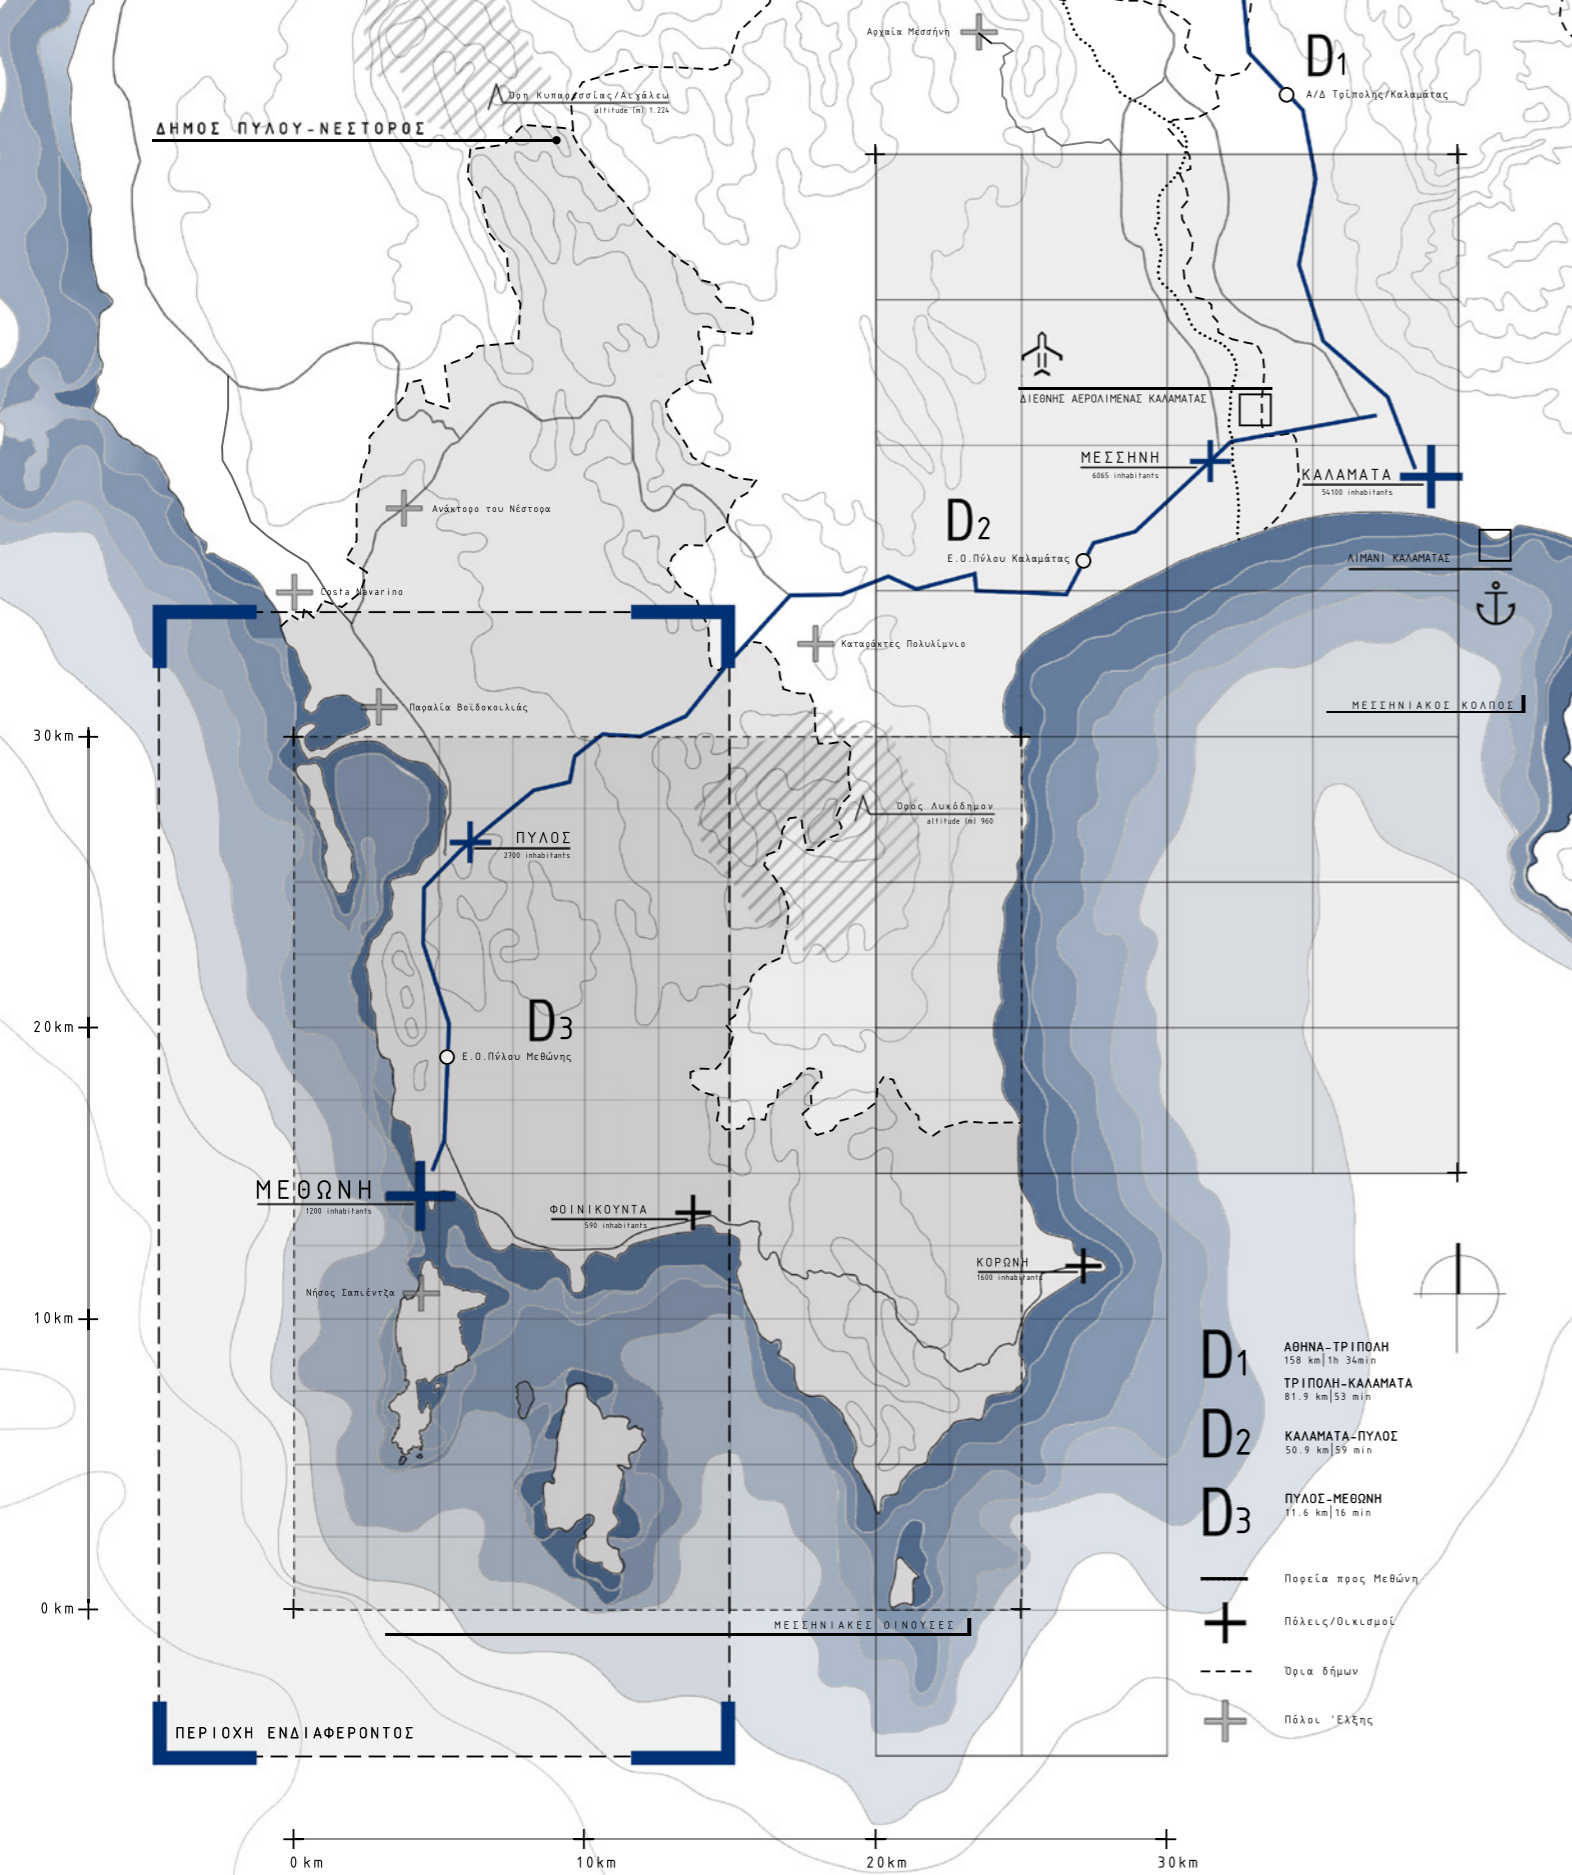 Αρχαία Μεσσήνη
D1
Α/Δ Τρίπολης/Καλαμάτας
Όρη Κυπαρισσίας/Αιγάλεω
altitude (m) 1.224
ΔΗΜΟΣ ΠΥΛΟΥ-ΝΕΣΤΟΡΟΣ
ΔΙΕΘΝΗΣ ΑΕΡΟΛΙΜΕΝΑΣ ΚΑΛΑΜΑΤΑΣ
ΜΕΣΣΗΝΗ
6065 inhabitants
ΚΑΛΑΜΑΤΑ
54100 inhabitants
Ανάκτορο του Νέστορα
D2
Ε.Ο.Πύλου Καλαμάτας
ΛΙΜΑΝΙ ΚΑΛΑΜΑΤΑΣ
Costa Navarino
Καταράκτες Πολυλίμνιο
Παραλία Βοϊδοκοιλιάς
ΜΕΣΣΗΝΙΑΚΟΣ ΚΟΛΠΟΣ
30km
Όρος Λυκόδημον
altitude (m) 960
ΠΥΛΟΣ
2700 inhabitants
20km
D3
Ε.Ο.Πύλου Μεθώνης
ΜΕΘΩΝΗ
1200 inhabitants
ΦΟΙΝΙΚΟΥΝΤΑ
590 inhabitants
ΚΟΡΩΝΗ
1600 inhabitants
Νήσος Σαπιέντζα
10km
D1
ΑΘΗΝΑ-ΤΡΙΠΟΛΗ
158 km|1h 34min
ΤΡΙΠΟΛΗ-ΚΑΛΑΜΑΤΑ
81.9 km|53 min
D2
ΚΑΛΑΜΑΤΑ-ΠΥΛΟΣ
50.9 km|59 min
D3
ΠΥΛΟΣ-ΜΕΘΩΝΗ
11.6 km|16 min
Πορεία προς Μεθώνη
0km
ΜΕΣΣΗΝΙΑΚΕΣ ΟΙΝΟΥΣΕΣ
Πόλεις/Οικισμοί
Όρια δήμων
Πόλοι Έλξης
ΠΕΡΙΟΧΗ ΕΝΔΙΑΦΕΡΟΝΤΟΣ
0km
10km
20km
30km